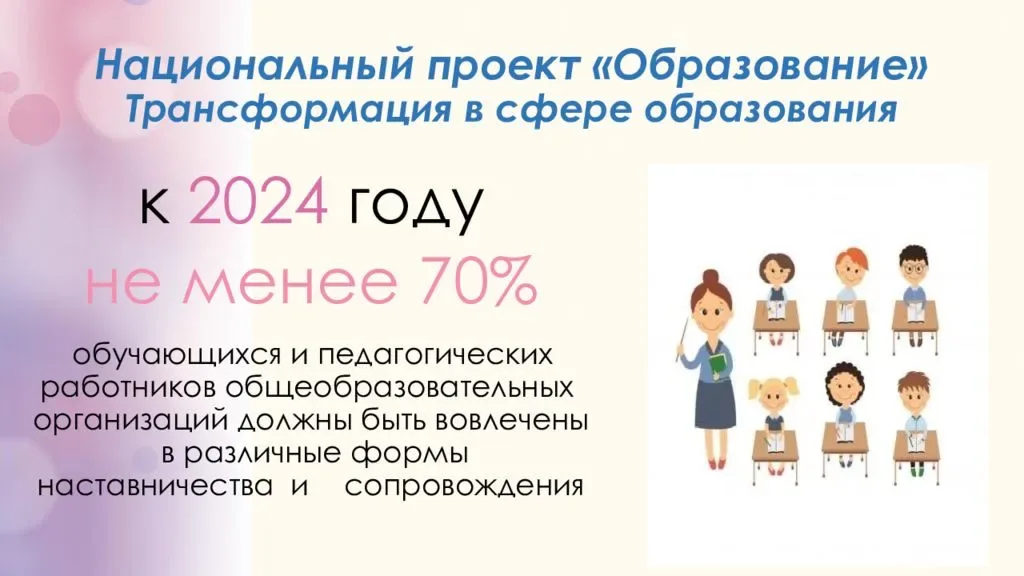 Национальный проект «Образование»
Трансформация в сфере образования
к 2024 году
не менее 70%
обучающихся и педагогических
работников общеобразовательных
организаций должны быть вовлечены
в различные формы
наставничества и сопровождения